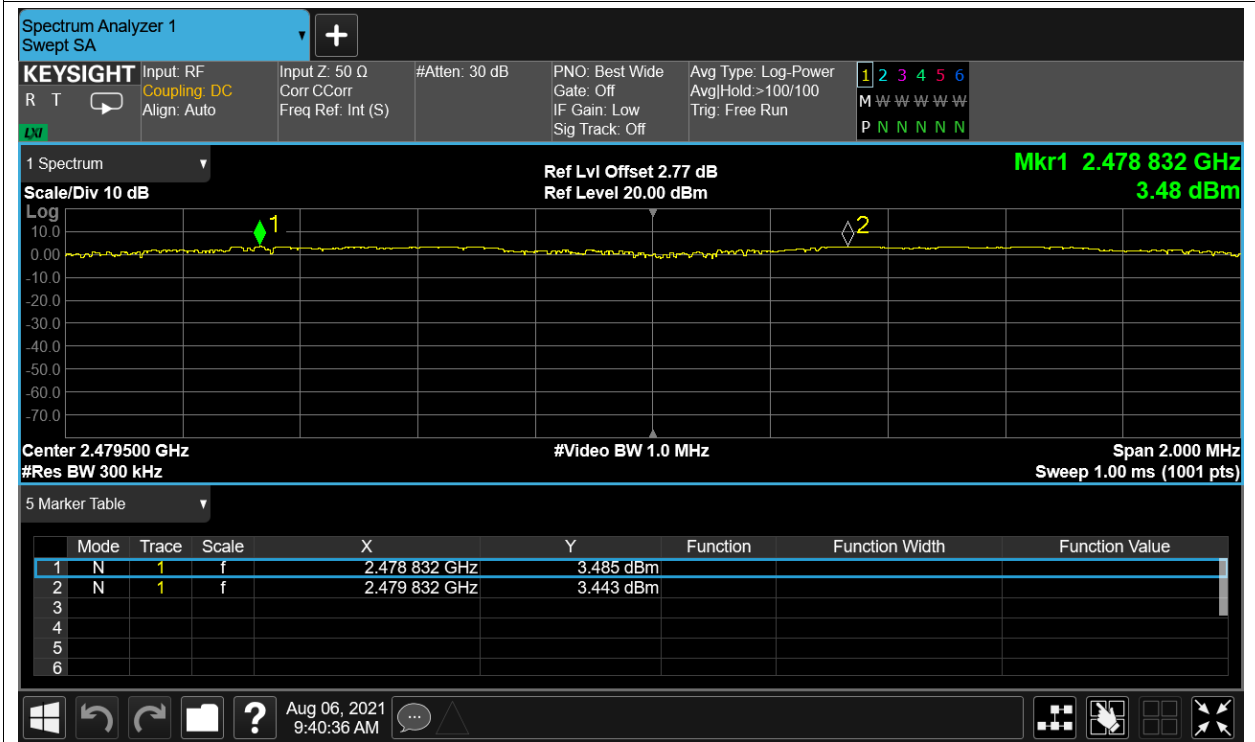 Spectrum Analyzer 1
Swept SA
KEYSIGHT Input: RF Input Z: 50 Ω #Atten: 30 dB PNO: Best Wide Avg Type: Log-Power 1 2 3 4 5 6
R T Coupling: DC Corr CCorr Gate: Off Avg|Hold:>100/100 M W W W W W
Align: Auto Freq Ref: Int (S) IF Gain: Low Trig: Free Run
LXI Sig Track: Off P N N N N N
1 Spectrum Ref Lvl Offset 2.77 dB Mkr1 2.478 832 GHz
Scale/Div 10 dB Ref Level 20.00 dBm 3.48 dBm
Log
1 2
10.0
0.00
-10.0
-20.0
-30.0
-40.0
-50.0
-60.0
-70.0
Center 2.479500 GHz #Video BW 1.0 MHz Span 2.000 MHz
#Res BW 300 kHz Sweep 1.00 ms (1001 pts)
5 Marker Table
Mode Trace Scale X Y Function Function Width Function Value
1 N 1 f 2.478 832 GHz 3.485 dBm
2 N 1 f 2.479 832 GHz 3.443 dBm
3
4
5
6
? Aug 06, 2021
9:40:36 AM